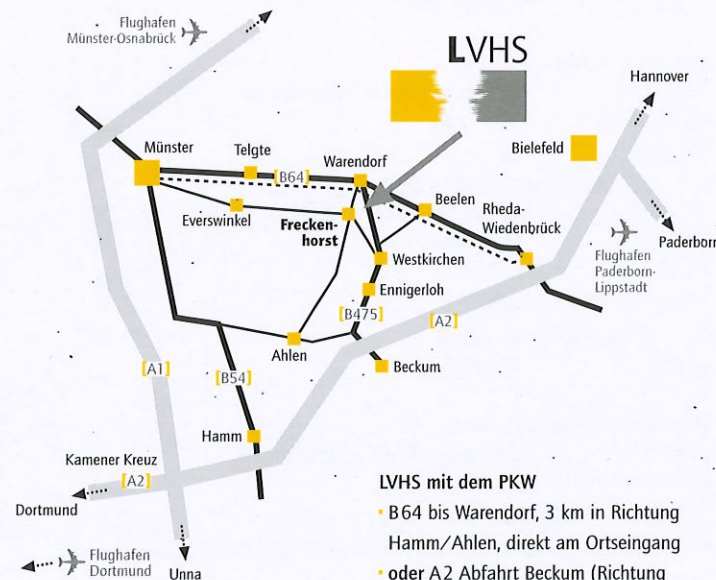 Flughafen
Münster-Osnabrück
LVHS
Hannover
Münster
Telgte
[B64]
Warendorf
Bielefeld
Everswinkel
Frecken-
horst
Beelen
Rheda-
Wiedenbrück
Paderborn
Flughafen
Paderborn-
Lippstadt
Westkirchen
Ennigerloh
[B475]
[A2]
[A1]
Ahlen
Beckum
[B54]
Hamm
Kamener Kreuz
[A2]
Dortmund
Flughafen
Dortmund
Unna
LVHS mit dem PKW
B64 bis Warendorf, 3 km in Richtung
Hamm/Ahlen, direkt am Ortseingang
oder A2 Abfahrt Beckum (Richtung